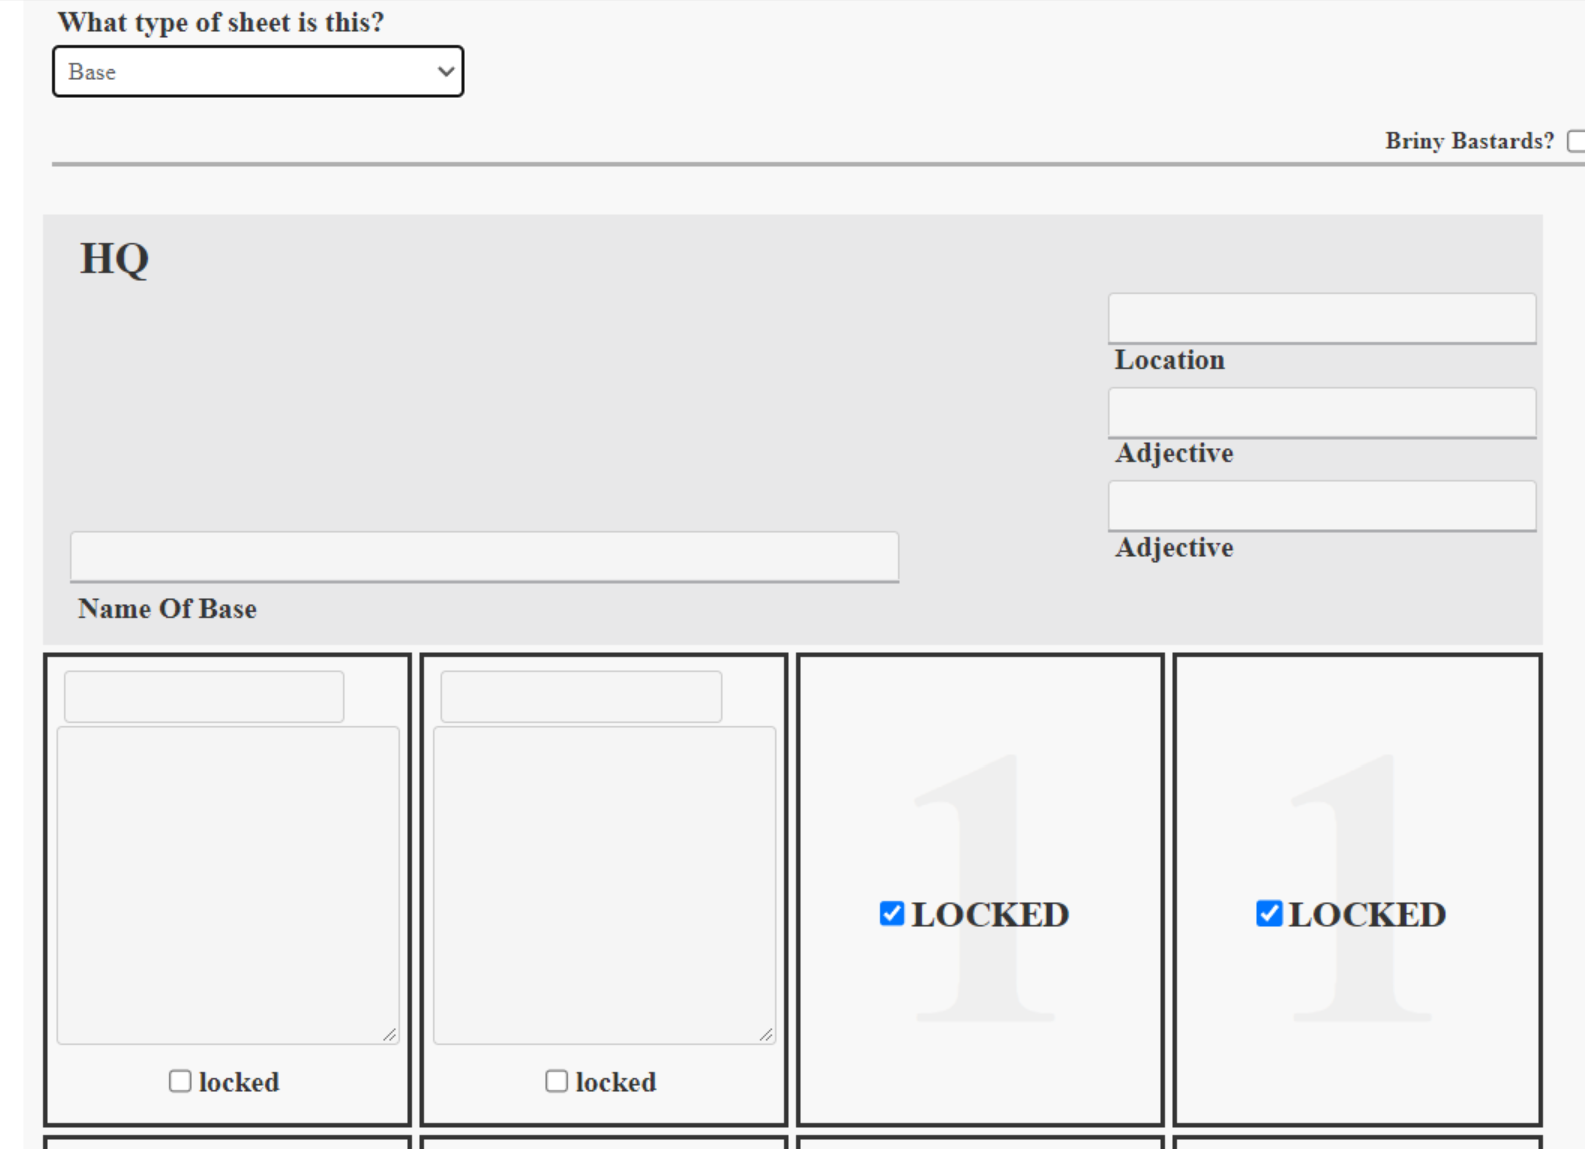 What type of sheet is this?
Base
Briny Bastards?
HQ
Location
Adjective
Adjective
Name Of Base
1
1
LOCKED
LOCKED
locked
locked